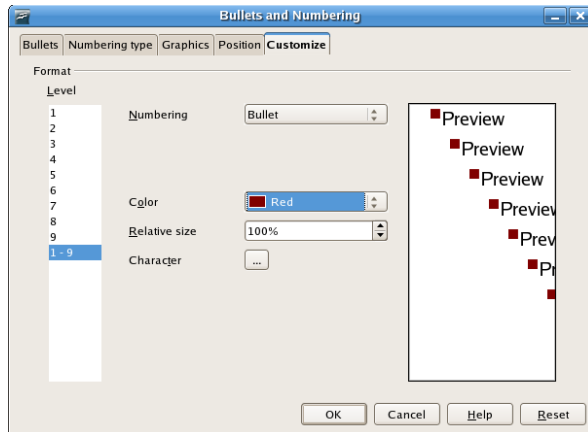 Bullets and Numbering
Bullets Numbering type Graphics Position Customize
Format
Level
1
2
3
4
5
6
7
8
9
1 - 9
Numbering Bullet
Color Red
Relative size 100%
Character ...
Preview
Preview
Preview
Preview
Prev
Pr
OK Cancel Help Reset